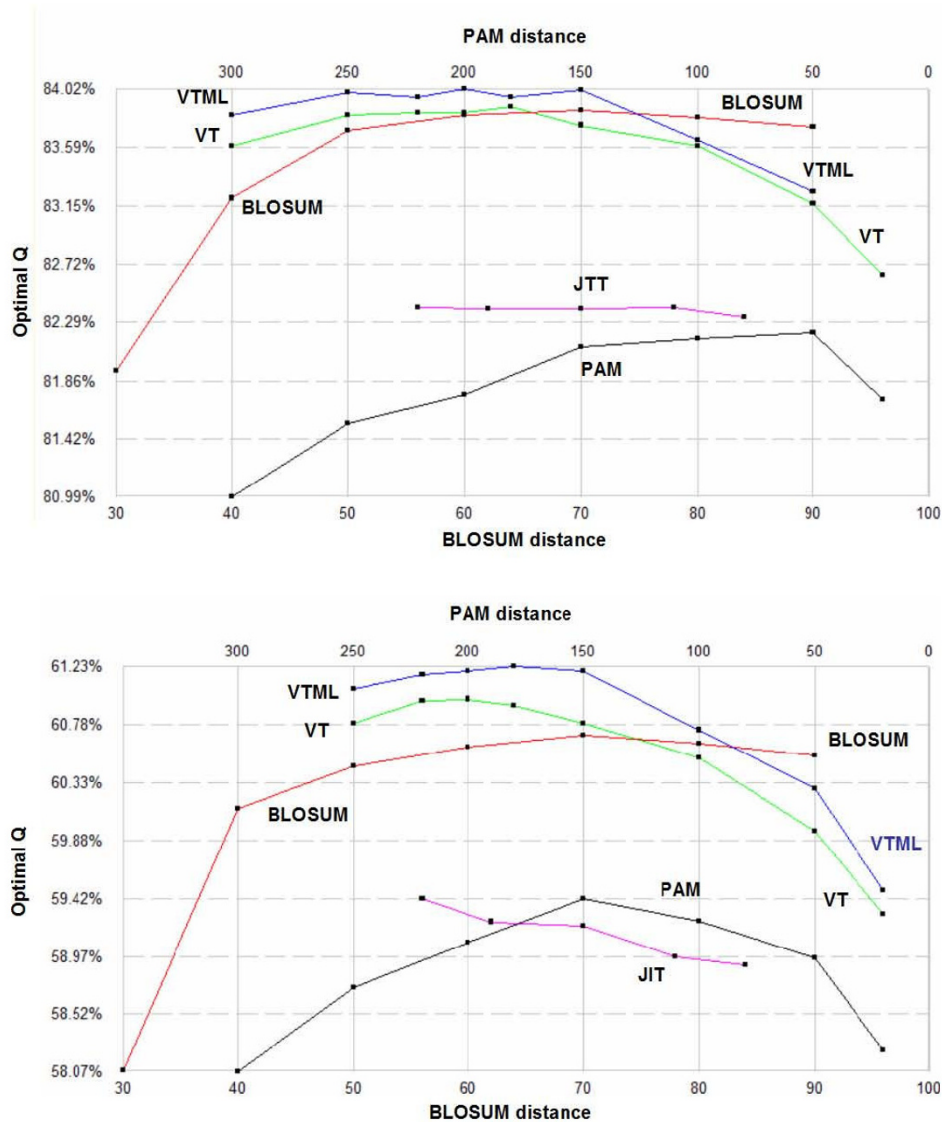 PAM distance
300 250 200 150 100 50 0
84.02%
VTML
BLOSUM
VT
83.59%
VTML
83.15%
BLOSUM
VT
82.72%
JTT
82.29%
PAM
81.86%
81.42%
80.99%
Optimal Q
30 40 50 60 70 80 90 100
BLOSUM distance
PAM distance
300 250 200 150 100 50 0
61.23%
VTML
VT
60.78%
BLOSUM
60.33%
BLOSUM
59.88%
VTML
59.42%
PAM
VT
58.97%
JIT
58.52%
58.07%
Optimal Q
30 40 50 60 70 80 90 100
BLOSUM distance